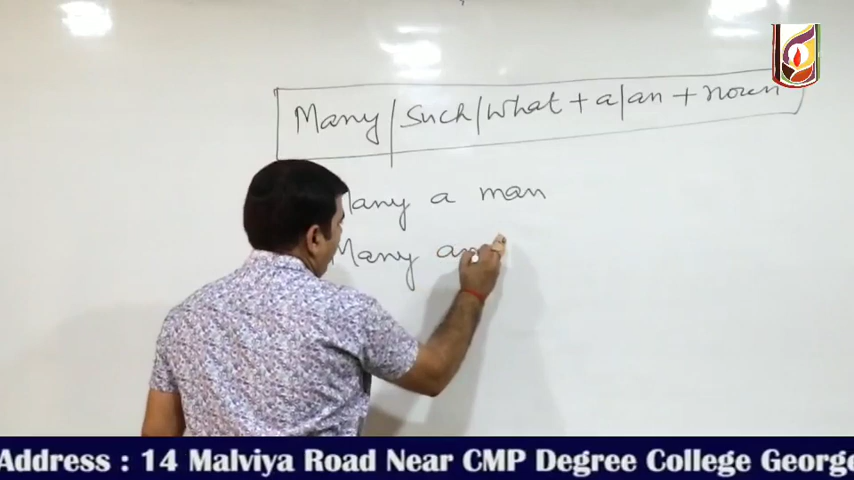 Many/Such/what + a/an + noun
Many a man
Many an
Address : 14 Malviya Road Near CMP Degree College George